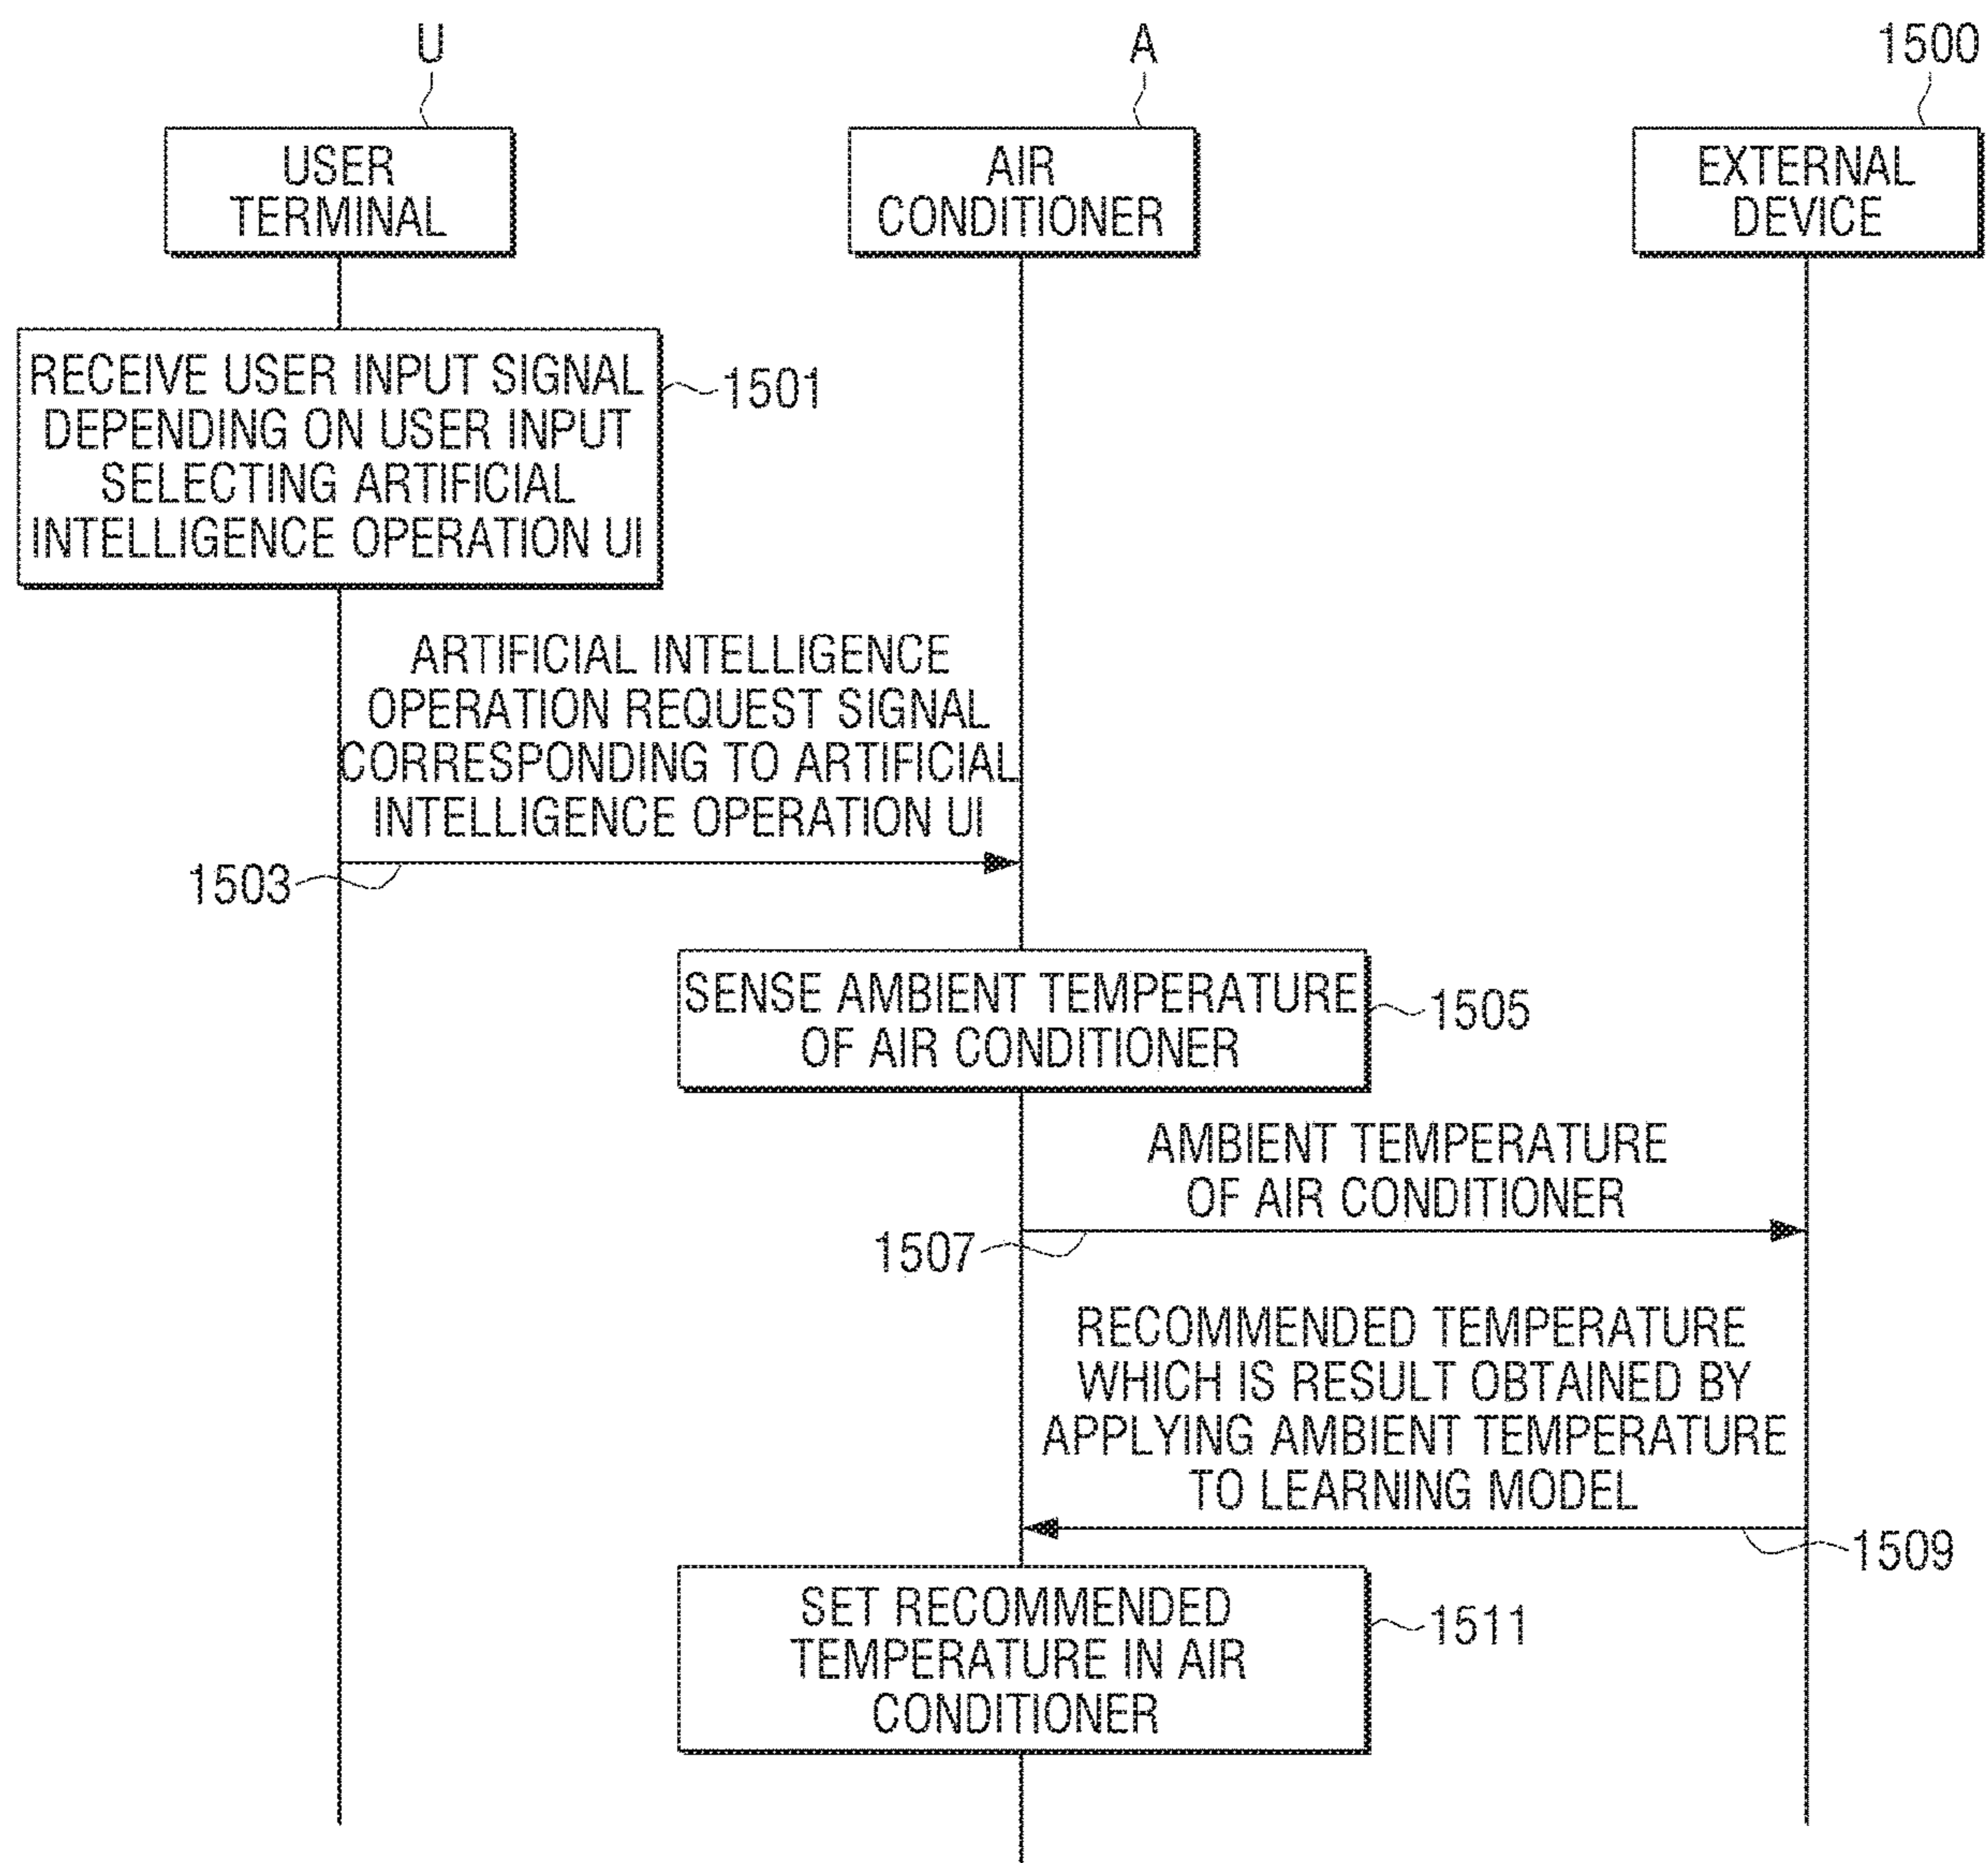 U
A
1500
USER
TERMINAL
AIR
CONDITIONER
EXTERNAL
DEVICE
RECEIVE USER INPUT SIGNAL
DEPENDING ON USER INPUT
SELECTING ARTIFICIAL
INTELLIGENCE OPERATION UI
1501
ARTIFICIAL INTELLIGENCE
OPERATION REQUEST SIGNAL
CORRESPONDING TO ARTIFICIAL
INTELLIGENCE OPERATION UI
1503
SENSE AMBIENT TEMPERATURE
OF AIR CONDITIONER
1505
AMBIENT TEMPERATURE
OF AIR CONDITIONER
1507
RECOMMENDED TEMPERATURE
WHICH IS RESULT OBTAINED BY
APPLYING AMBIENT TEMPERATURE
TO LEARNING MODEL
1509
SET RECOMMENDED
TEMPERATURE IN AIR
CONDITIONER
1511